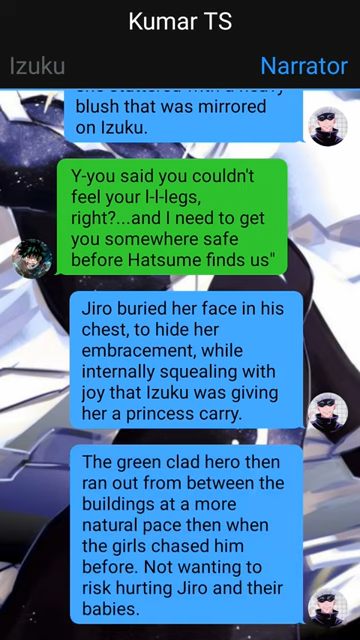 Kumar TS
Izuku
Narrator
she stuttered with a heavy
blush that was mirrored
on Izuku.
Y-you said you couldn't
feel your l-l-legs,
right?...and I need to get
you somewhere safe
before Hatsume finds us"
Jiro buried her face in his
chest, to hide her
embracement, while
internally squealing with
joy that Izuku was giving
her a princess carry.
The green clad hero then
ran out from between the
buildings at a more
natural pace then when
the girls chased him
before. Not wanting to
risk hurting Jiro and their
babies.